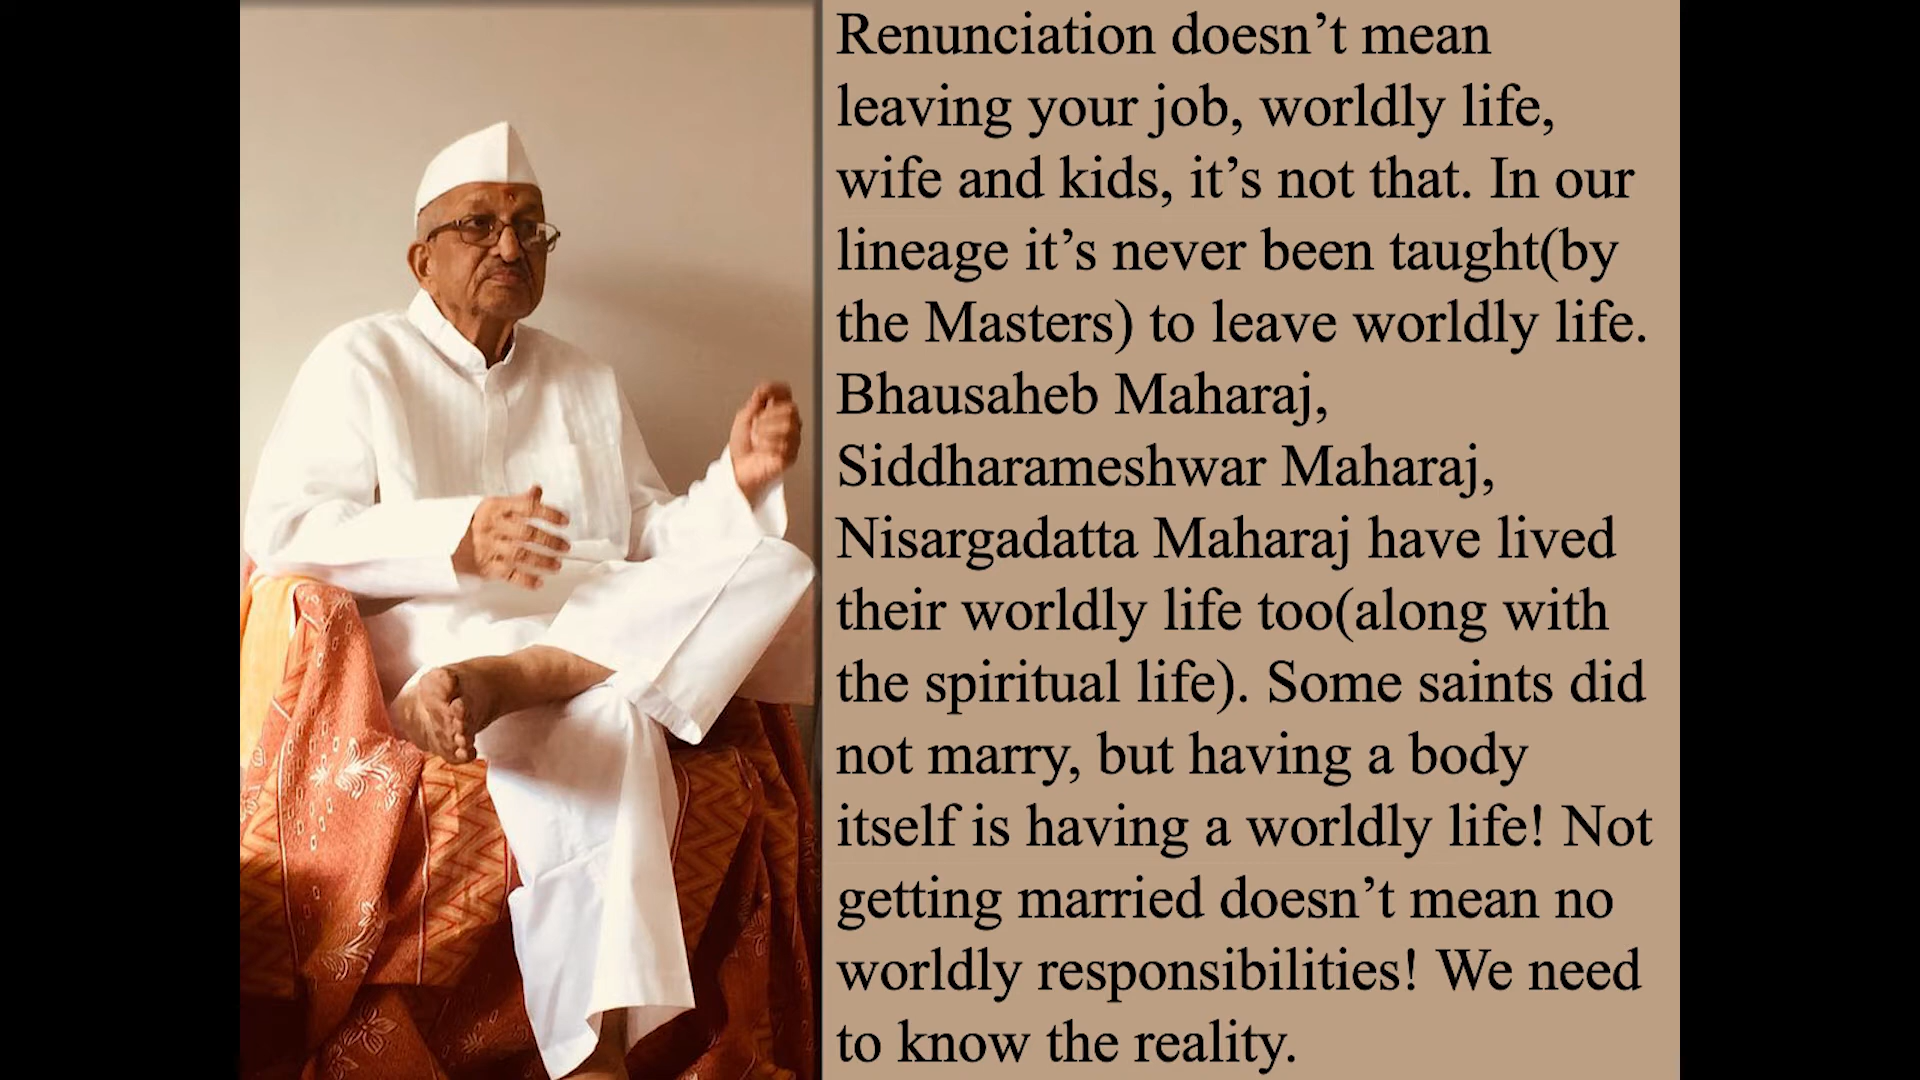 Renunciation doesn’t mean
leaving your job, worldly life,
wife and kids, it’s not that. In our
lineage it’s never been taught(by
the Masters) to leave worldly life.
Bhausaheb Maharaj,
Siddharameshwar Maharaj,
Nisargadatta Maharaj have lived
their worldly life too(along with
the spiritual life). Some saints did
not marry, but having a body
itself is having a worldly life! Not
getting married doesn’t mean no
worldly responsibilities! We need
to know the reality.